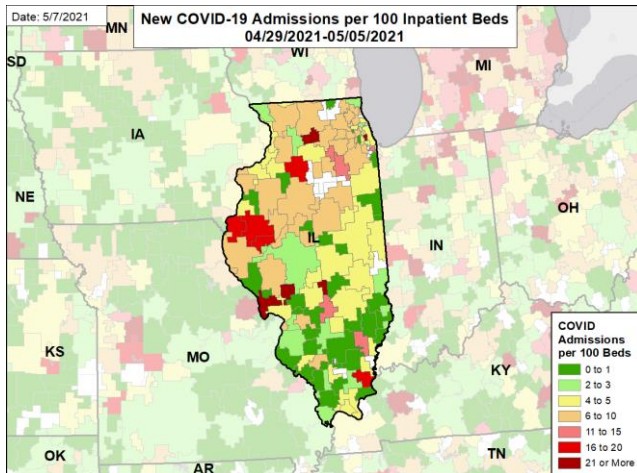 Date: 5/7/2021
New COVID-19 Admissions per 100 Inpatient Beds
04/29/2021-05/05/2021
MN
SD
WI
MI
IA
NE
IL
IN
OH
KS
MO
KY
OK
AR
TN
COVID
Admissions
per 100 Beds
0 to 1
2 to 3
4 to 5
6 to 10
11 to 15
16 to 20
21 or More